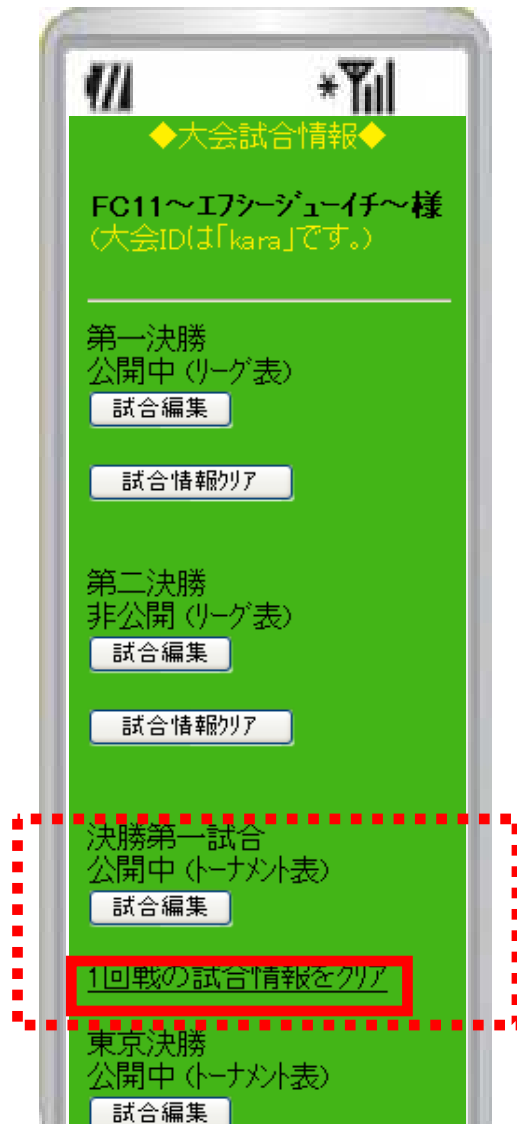 ◆大会試合情報◆
FC11～ｴﾌｼｰｼﾞｭｰｲﾁ～様
（大会IDは｢kara｣です。）
第一決勝
公開中（ﾘｰｸﾞ表）
試合編集
試合情報ｸﾘｱ
第二決勝
非公開（ﾘｰｸﾞ表）
試合編集
試合情報ｸﾘｱ
決勝第一試合
公開中（ﾄｰﾅﾒﾝﾄ表）
試合編集
1回戦の試合情報をｸﾘｱ
東京決勝
公開中（ﾄｰﾅﾒﾝﾄ表）
試合編集